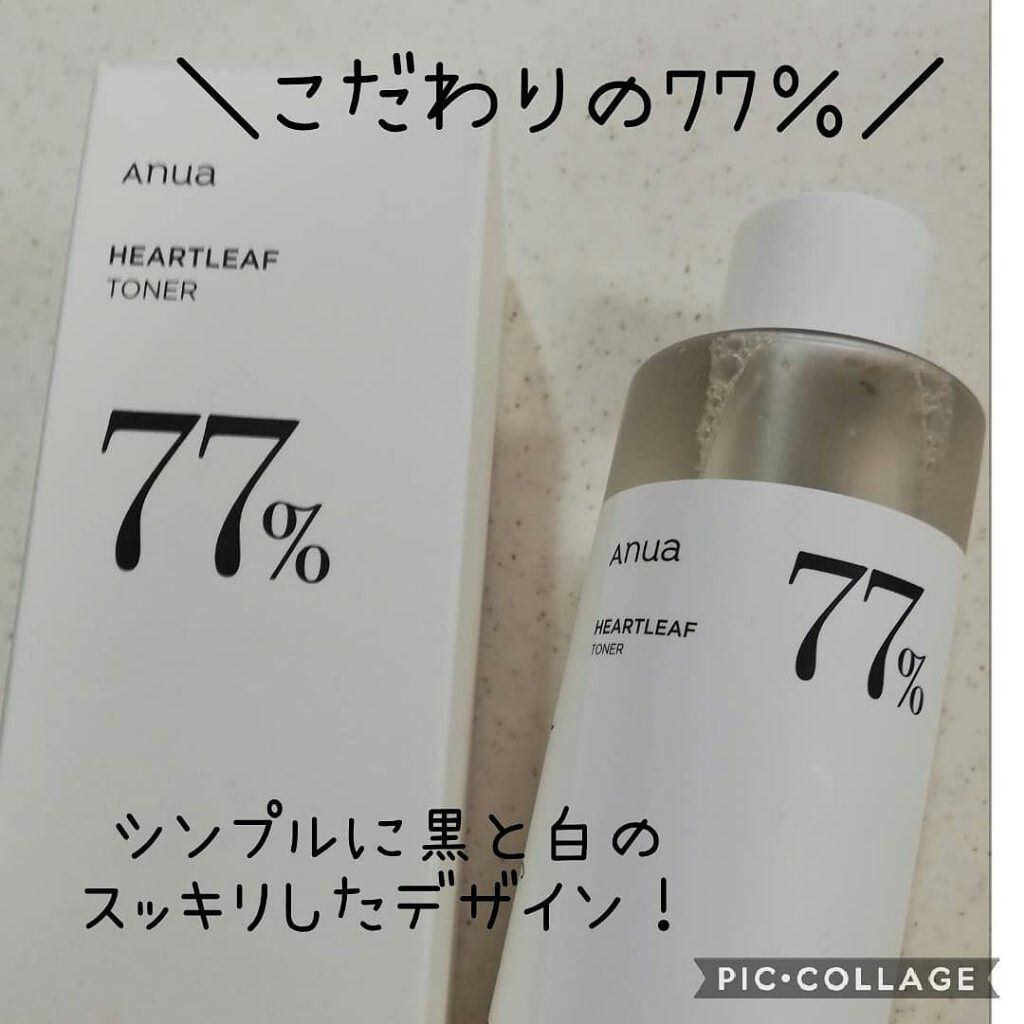 ＼こだわりの77％／
Anua
HEARTLEAF
TONER
77%
Anua
77%
HEARTLEAF
TONER
シンプルに黒と白の
スッキリしたデザイン！
PIC•COLLAGE